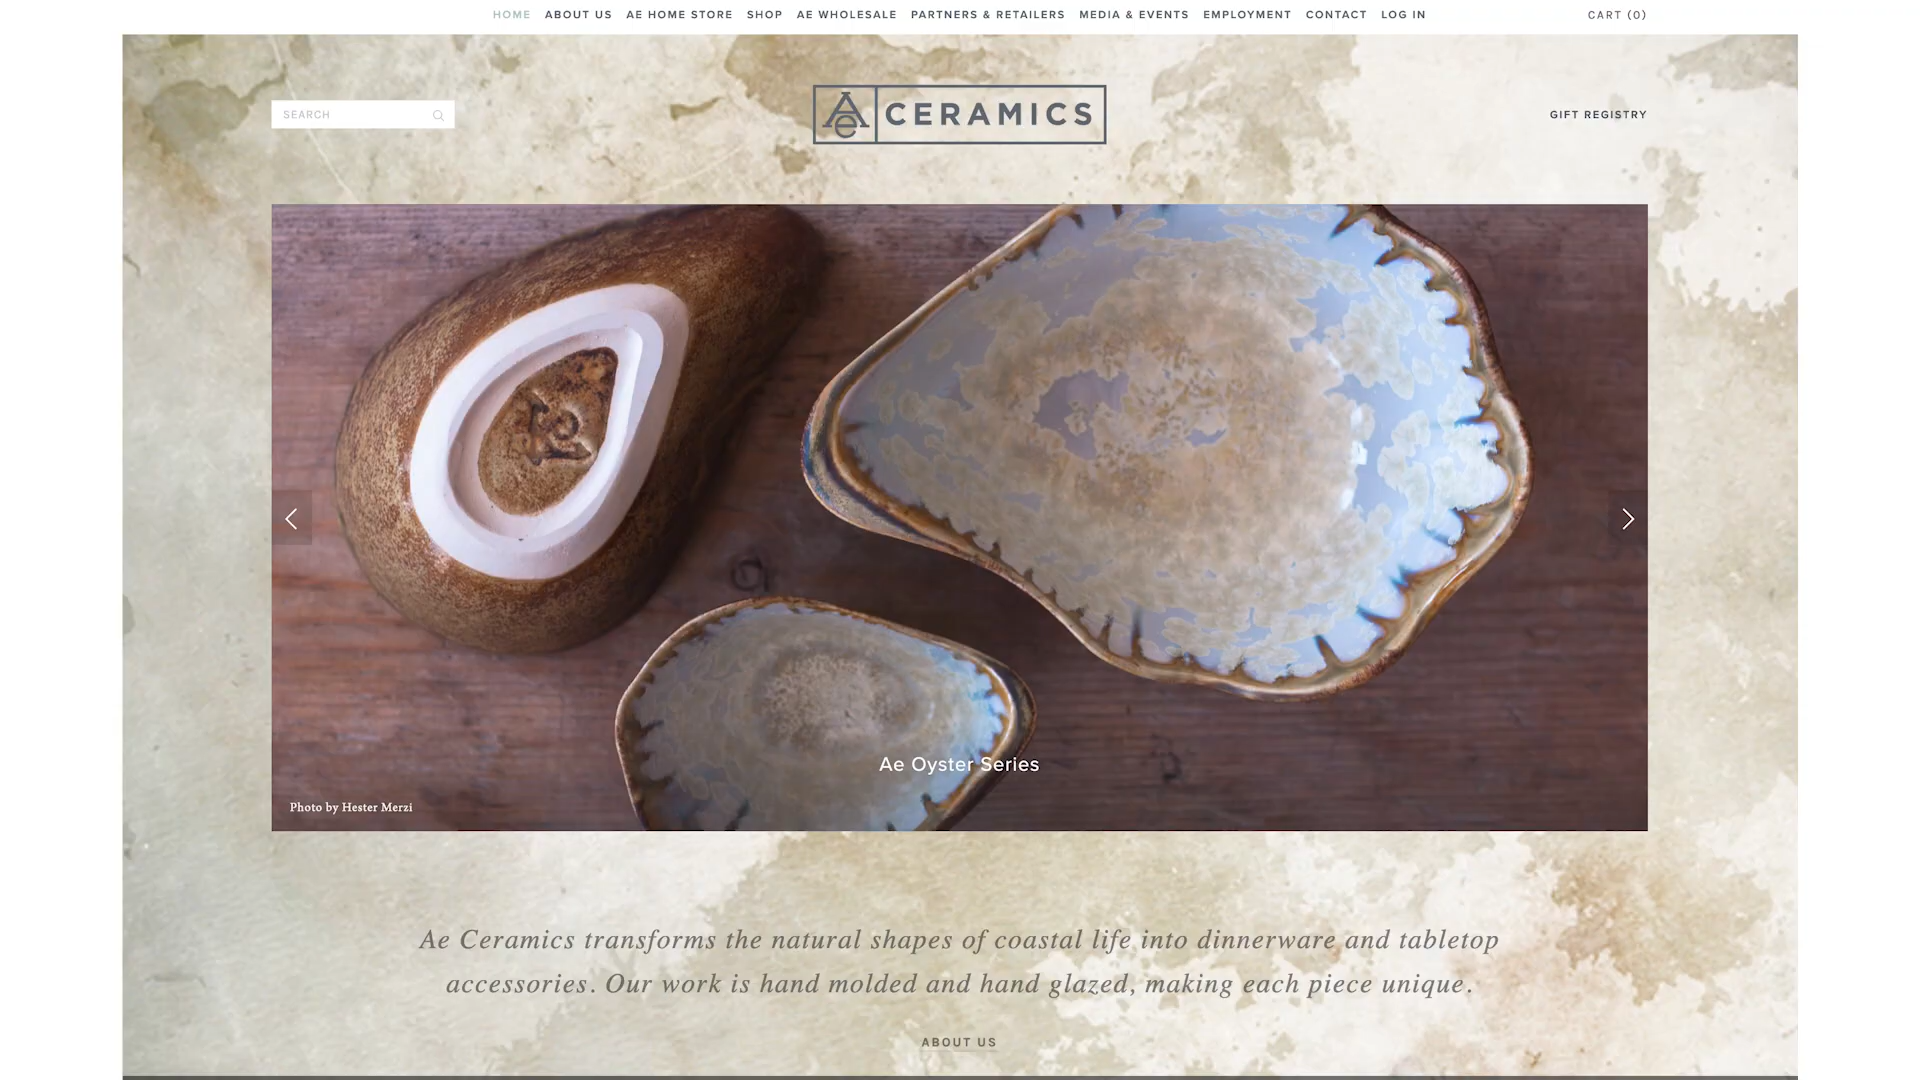 HOME ABOUT US AE HOME STORE SHOP AE WHOLESALE PARTNERS & RETAILERS MEDIA & EVENTS EMPLOYMENT CONTACT LOG IN CART (0)
SEARCH
Ae CERAMICS
GIFT REGISTRY
Ae
Ae Oyster Series
Photo by Hester Merzi
Ae Ceramics transforms the natural shapes of coastal life into dinnerware and tabletop
accessories. Our work is hand molded and hand glazed, making each piece unique.
ABOUT US